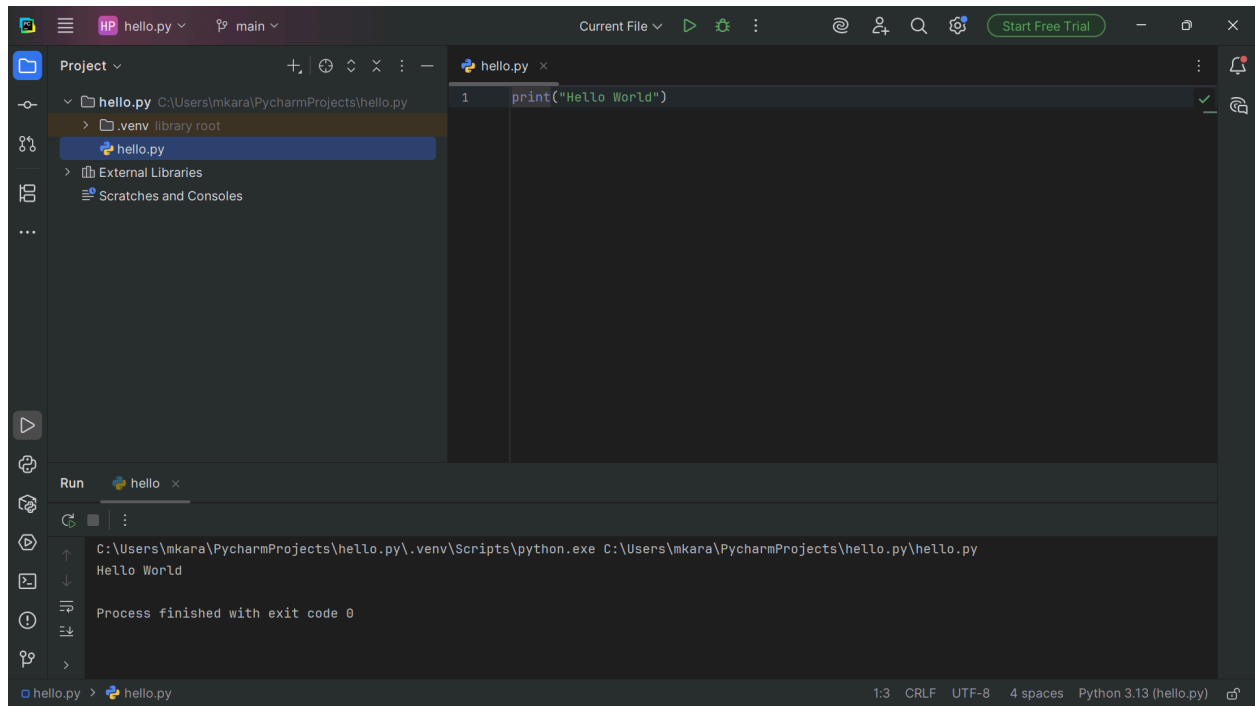 PC
HP hello.py main Current File Start Free Trial
Project
hello.py
hello.py C:\Users\mkara\PycharmProjects\hello.py
.venv library root
hello.py
External Libraries
Scratches and Consoles
1 print("Hello World")
Run hello
C:\Users\mkara\PycharmProjects\hello.py\.venv\Scripts\python.exe C:\Users\mkara\PycharmProjects\hello.py\hello.py
Hello World
Process finished with exit code 0
hello.py > hello.py 1:3 CRLF UTF-8 4 spaces Python 3.13 (hello.py)